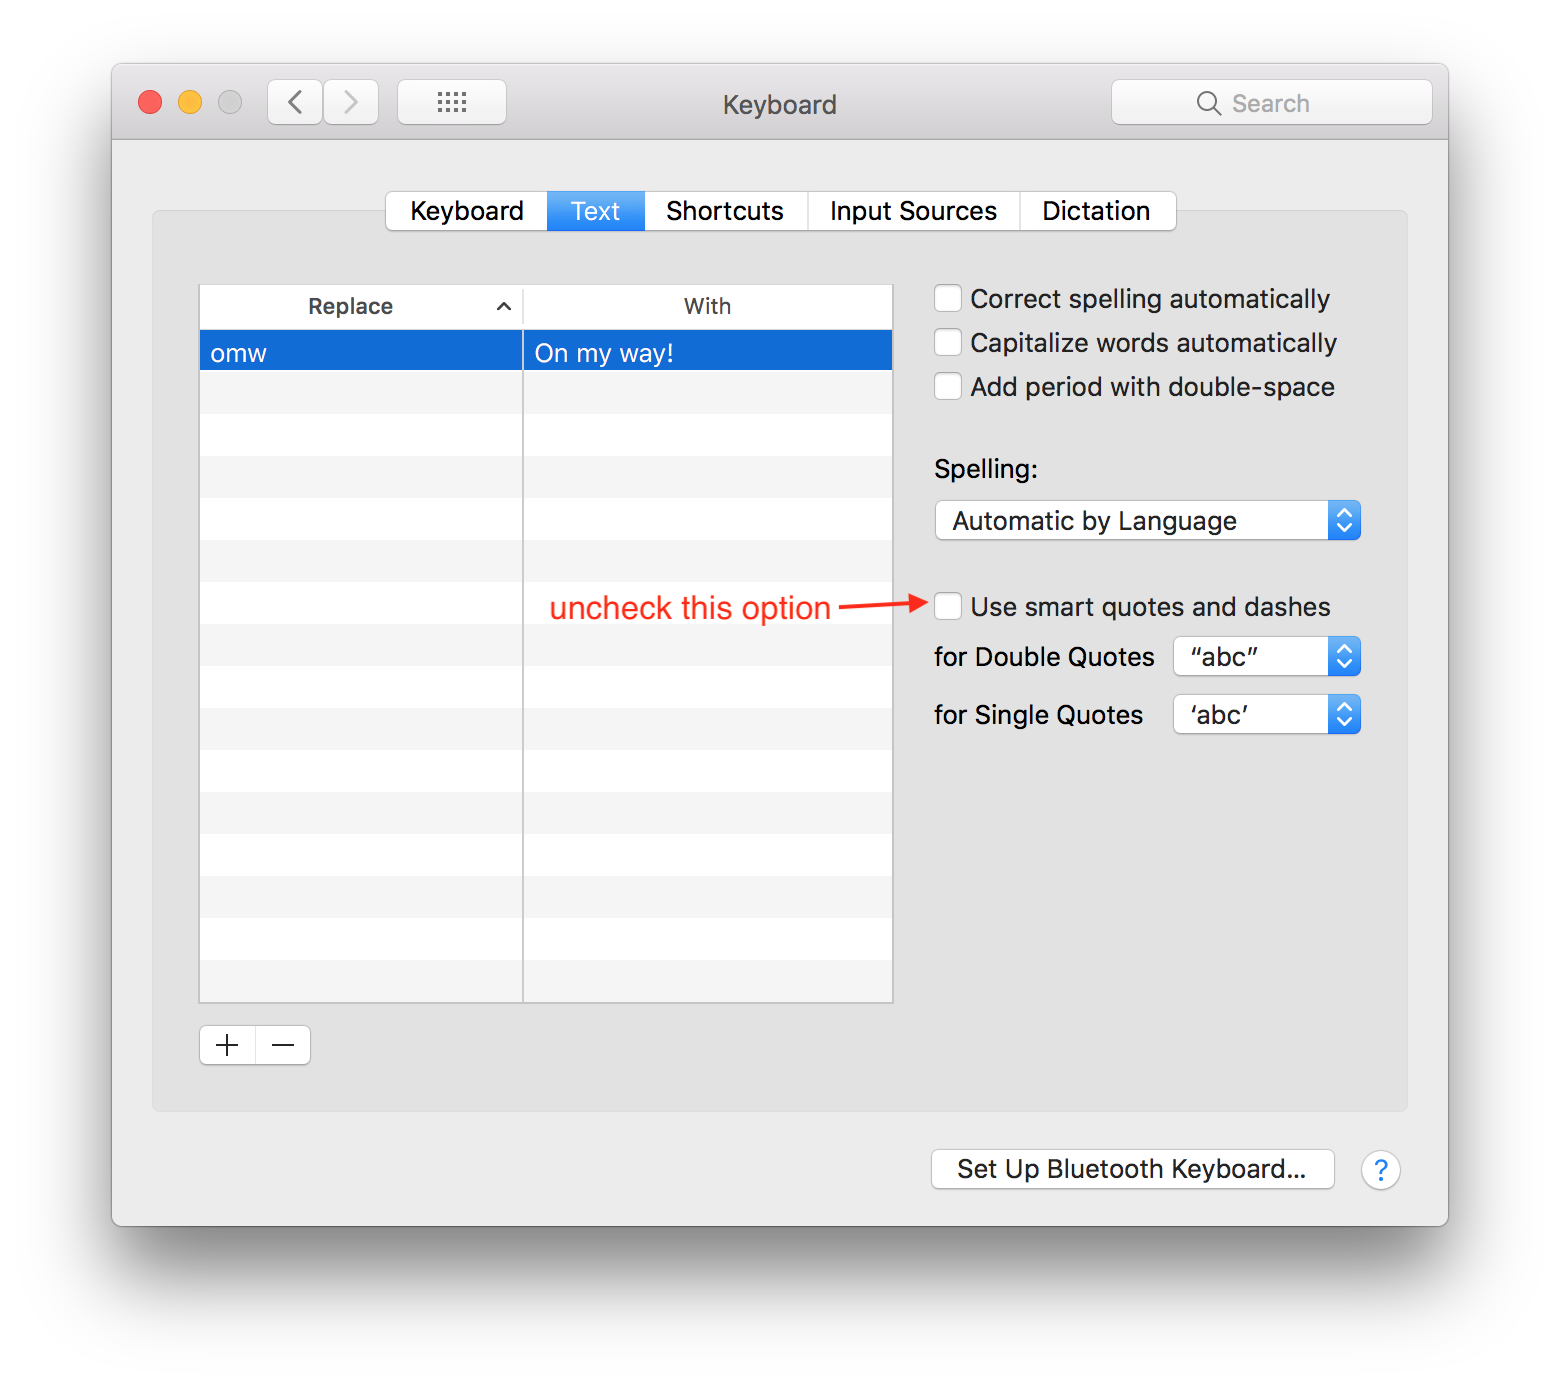 Keyboard
Search
Keyboard Text Shortcuts Input Sources Dictation
Replace With
omw On my way!
Correct spelling automatically
Capitalize words automatically
Add period with double-space
Spelling:
Automatic by Language
uncheck this option
Use smart quotes and dashes
for Double Quotes “abc”
for Single Quotes ‘abc’
Set Up Bluetooth Keyboard...
?